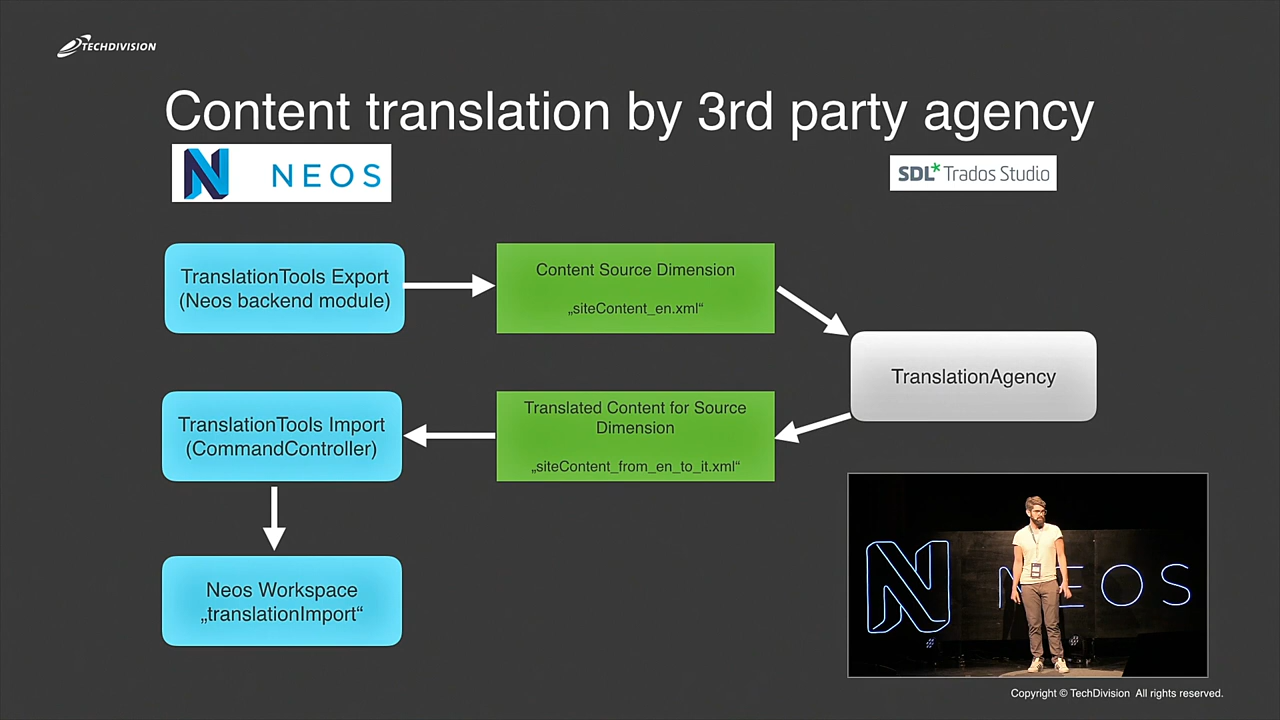 TECHDIVISION
Content translation by 3rd party agency
NEOS
SDL* Trados Studio
TranslationTools Export
(Neos backend module)
Content Source Dimension
„siteContent_en.xml“
TranslationAgency
TranslationTools Import
(CommandController)
Translated Content for Source
Dimension
„siteContent_from_en_to_it.xml“
Neos Workspace
„translationImport“
N NEOS
Copyright © TechDivision All rights reserved.